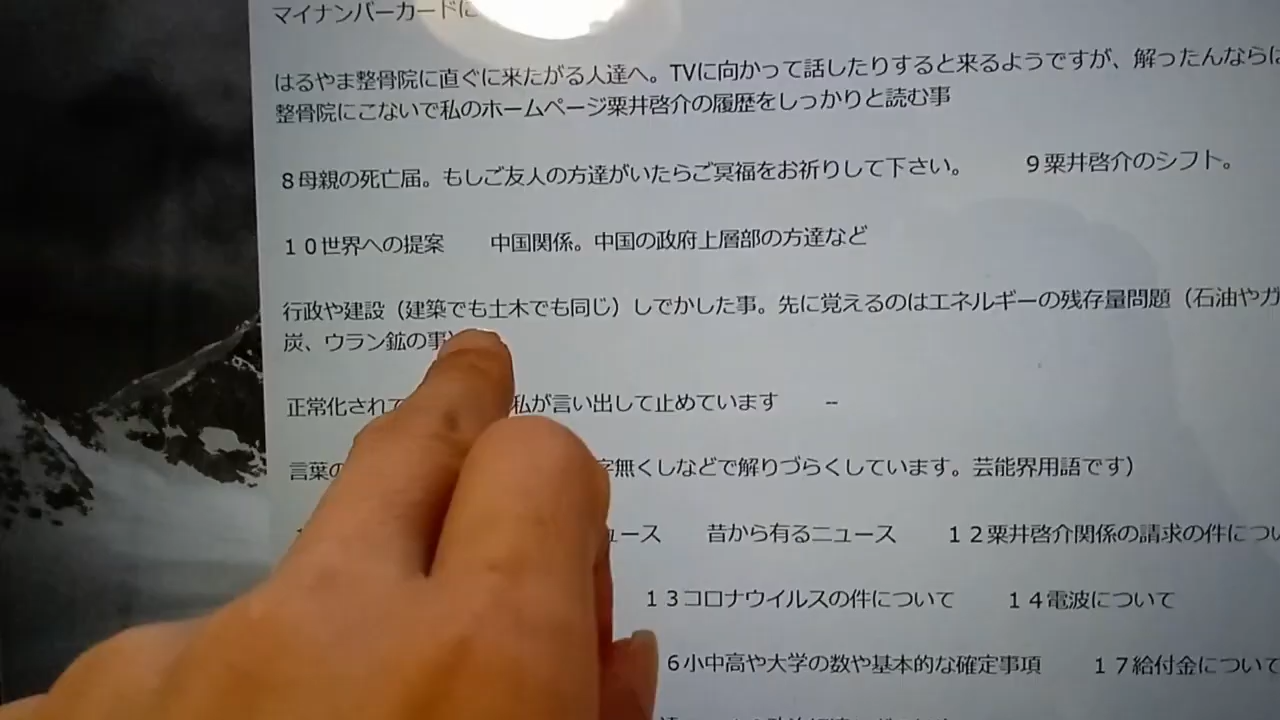 マイナンバーカードに
はるやま整骨院に直ぐに来たがる人達へ。TVに向かって話したりすると来るようですが、解ったんならは
整骨院にこないで私のホームページ粟井啓介の履歴をしっかりと読む事
８母親の死亡届。もしご友人の方達がいたらご冥福をお祈りして下さい。　　９粟井啓介のシフト。
１０世界への提案　　中国関係。中国の政府上層部の方達など
行政や建設（建築でも土木でも同じ）しでかした事。先に覚えるのはエネルギーの残存量問題（石油やガ
炭、ウラン鉱の事）
正常化されて 私が言い出して止めています　　--
言葉の 字無くしなどで解りづらくしています。芸能界用語です）
ュース　　昔から有るニュース　　１２粟井啓介関係の請求の件につい
１３コロナウイルスの件について　　１４電波について
６小中高や大学の数や基本的な確定事項　　１７給付金について